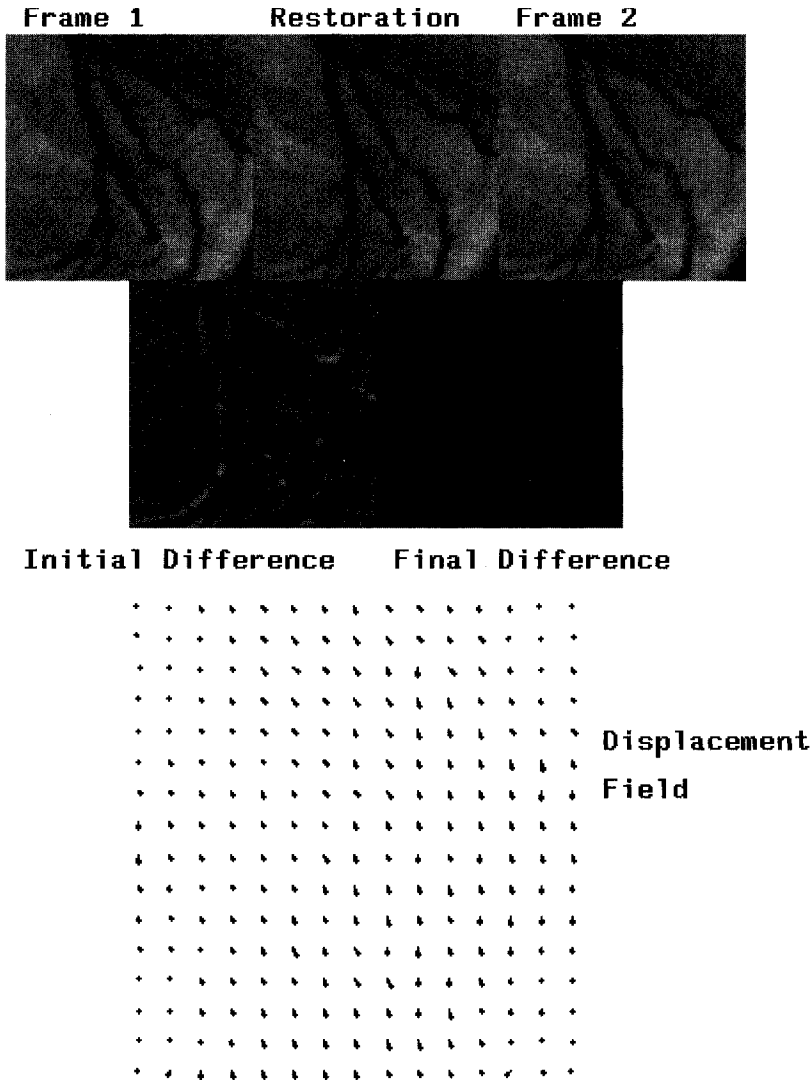 Frame 1
Restoration
Frame 2
Initial Difference
Final Difference
Displacement
Field